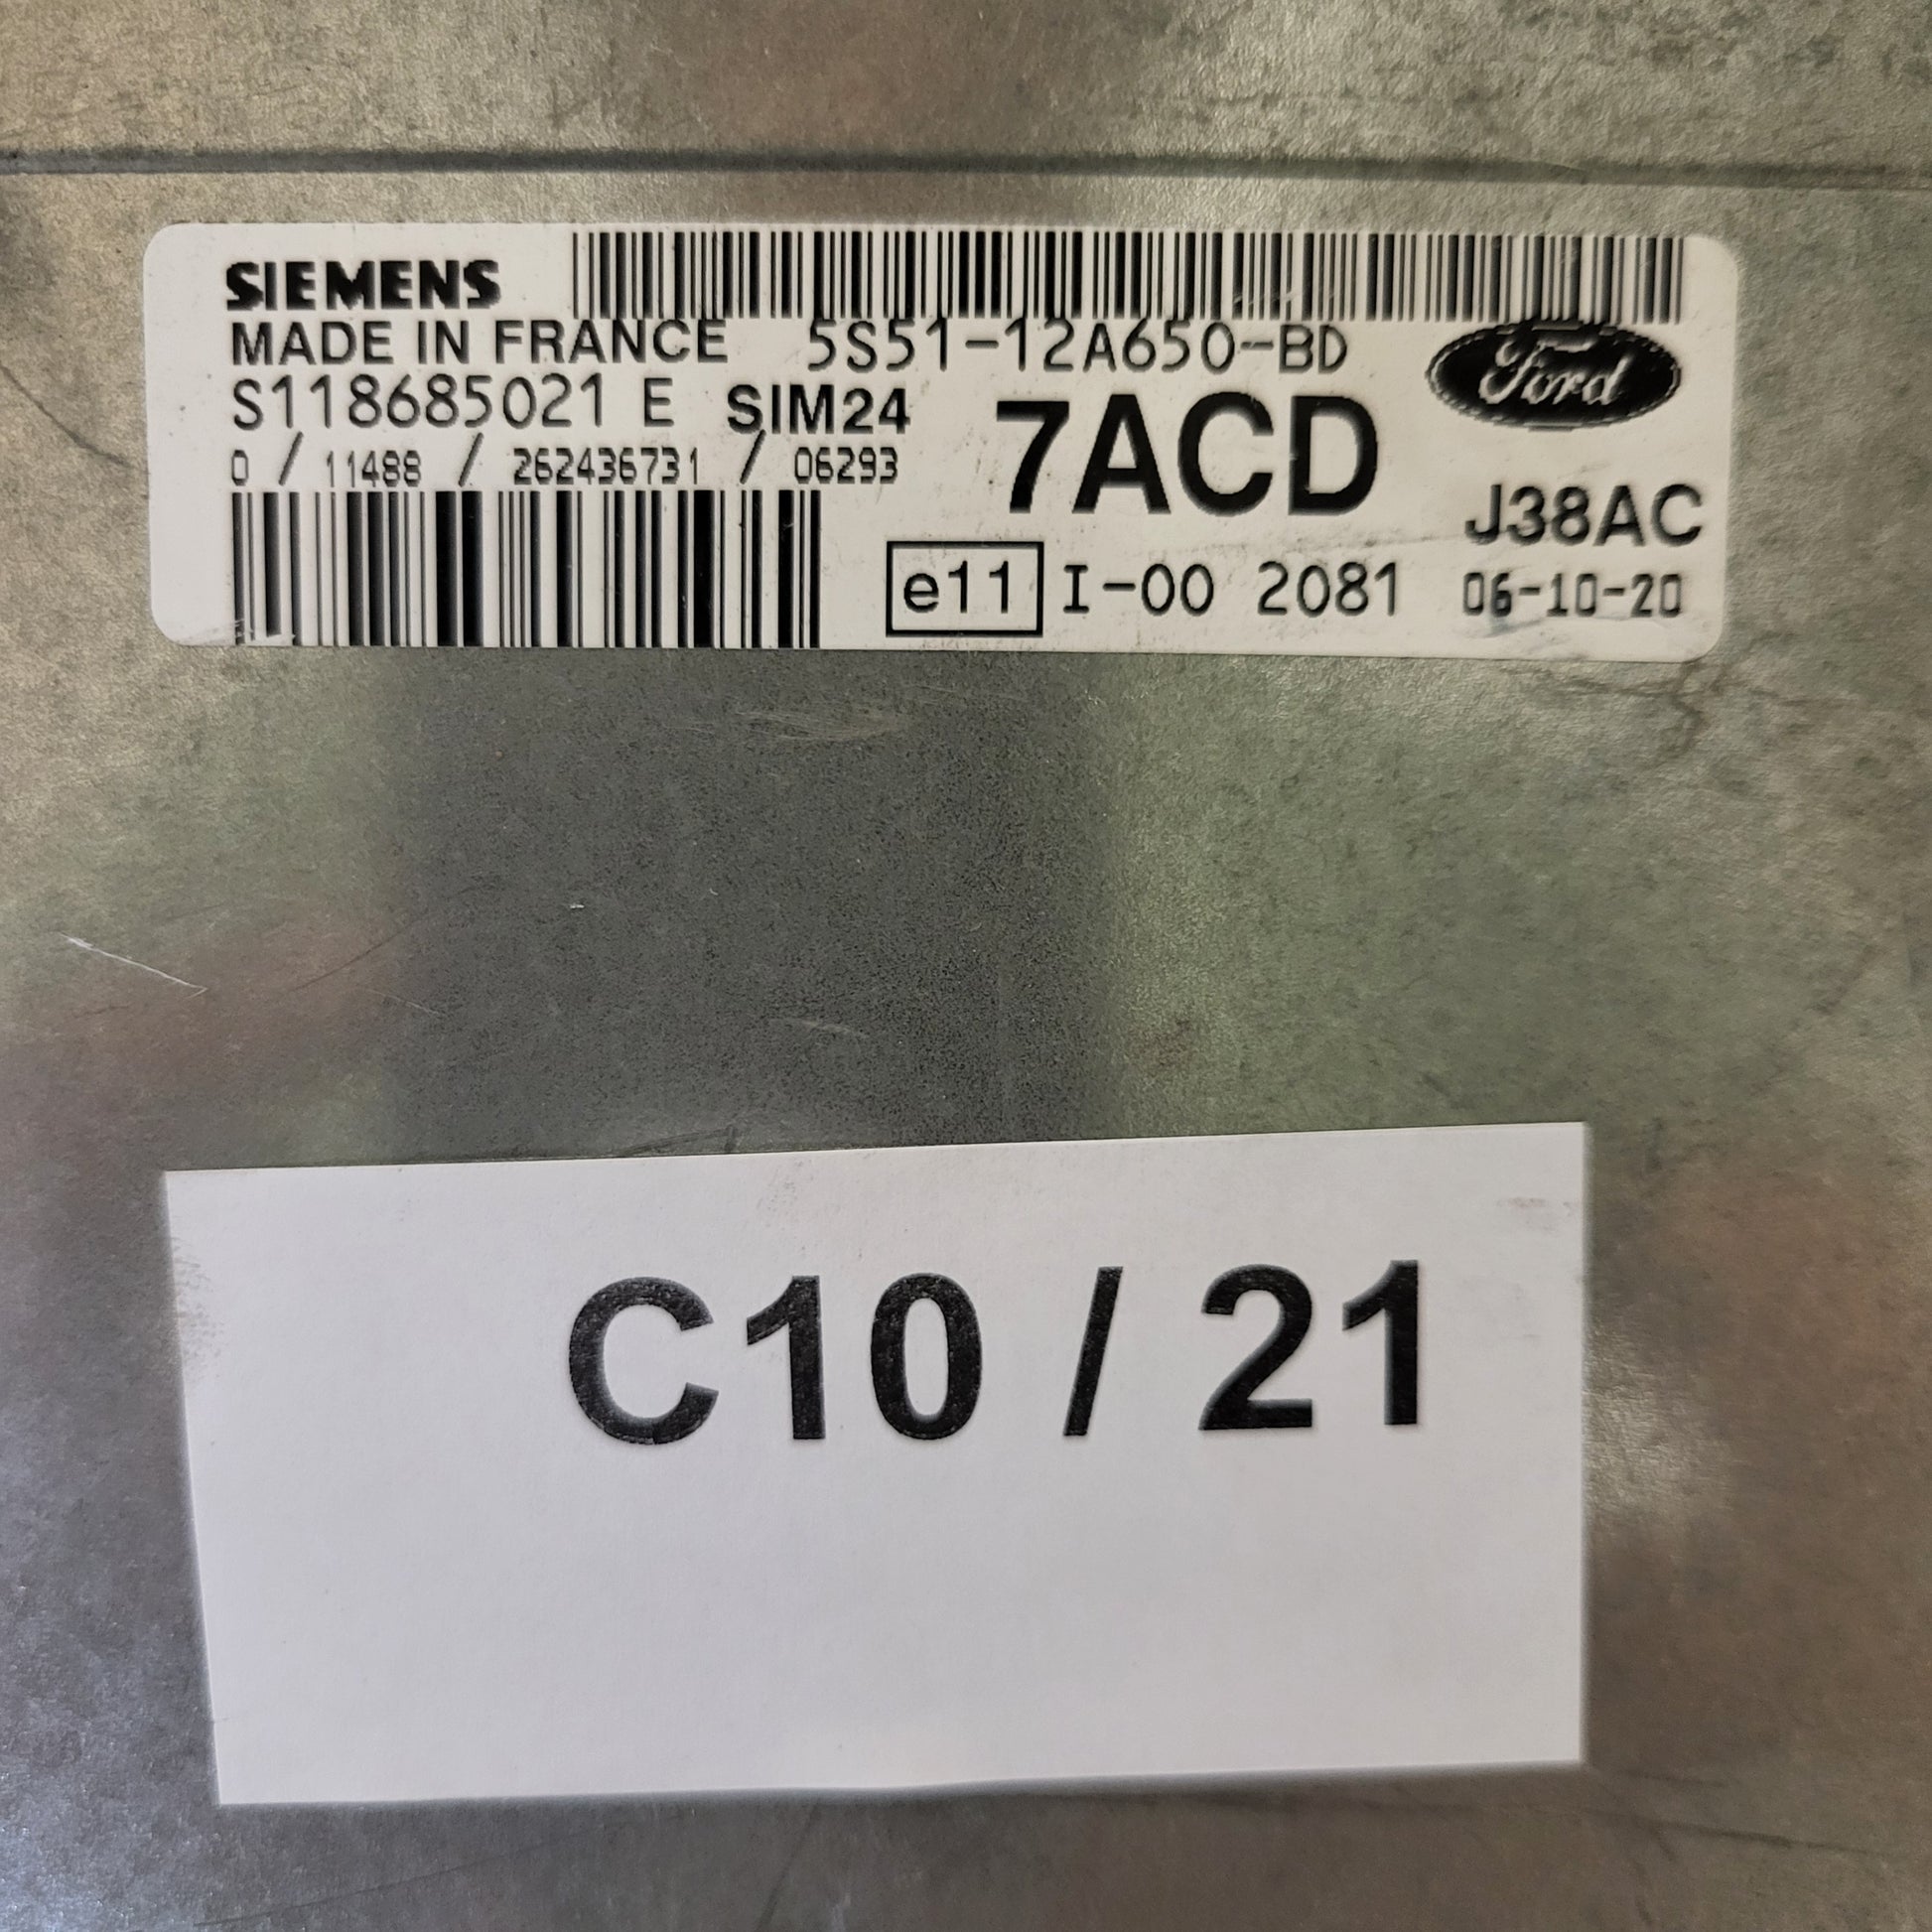 SIEMENS
MADE IN FRANCE 5S51-12A650-BD
Ford
S118685021 E SIM24 7ACD
0 / 11488 / 262436731 / 06293
J38AC
e11 I-00 2081 06-10-20
C10 / 21